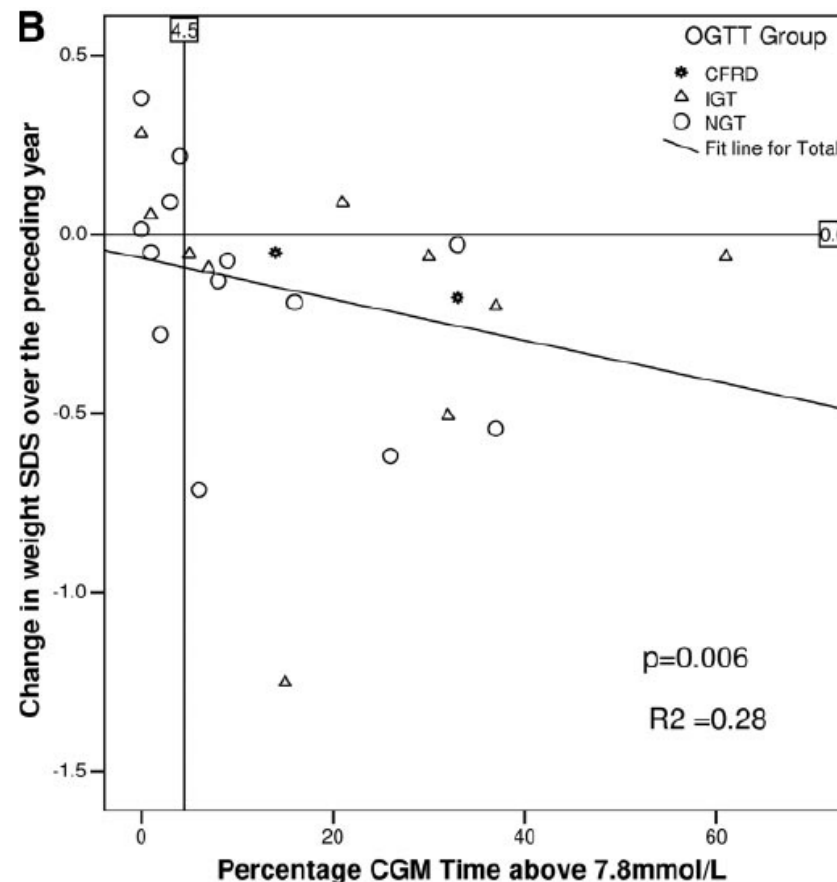 B
4.5
OGTT Group
CFRD
IGT
NGT
Fit line for Total
Change in weight SDS over the preceding year
0.5
0.0
-0.5
-1.0
-1.5
p=0.006
R2 =0.28
0
20
40
60
Percentage CGM Time above 7.8mmol/L